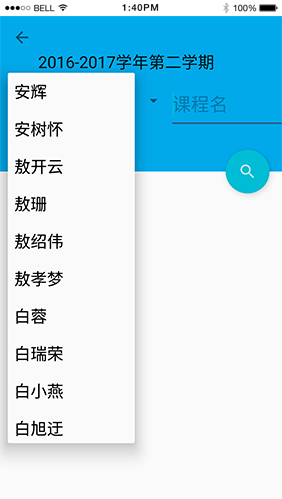 BELL 1:40PM 100%
2016-2017学年第二学期
课程名
安辉
安树怀
敖开云
敖珊
敖绍伟
敖孝梦
白蓉
白瑞荣
白小燕
白旭迂